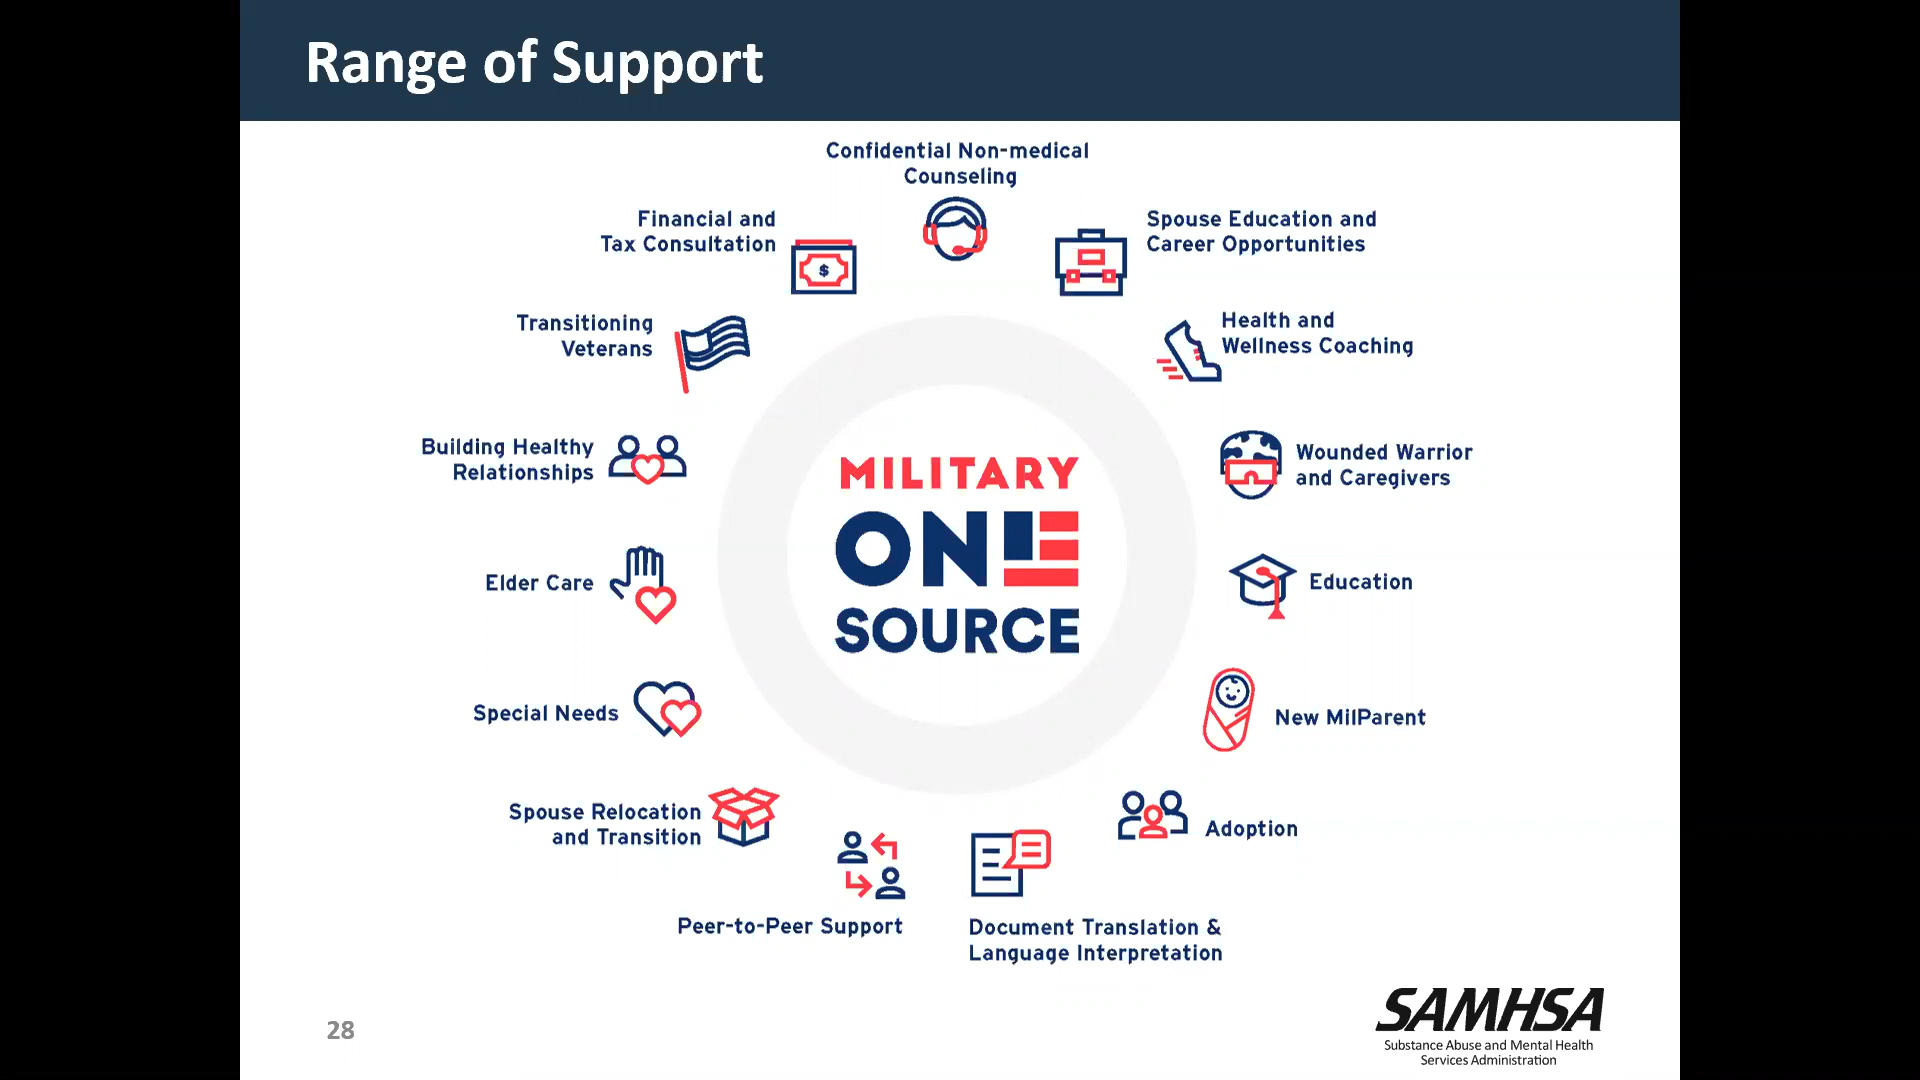 Range of Support
Confidential Non-medical
Counseling
Financial and
Tax Consultation
$
Spouse Education and
Career Opportunities
Transitioning
Veterans
Health and
Wellness Coaching
Building Healthy
Relationships
Wounded Warrior
and Caregivers
MILITARY
ONE
SOURCE
Elder Care
Education
Special Needs
New MilParent
Spouse Relocation
and Transition
Adoption
Peer-to-Peer Support
Document Translation &
Language Interpretation
28
SAMHSA
Substance Abuse and Mental Health
Services Administration